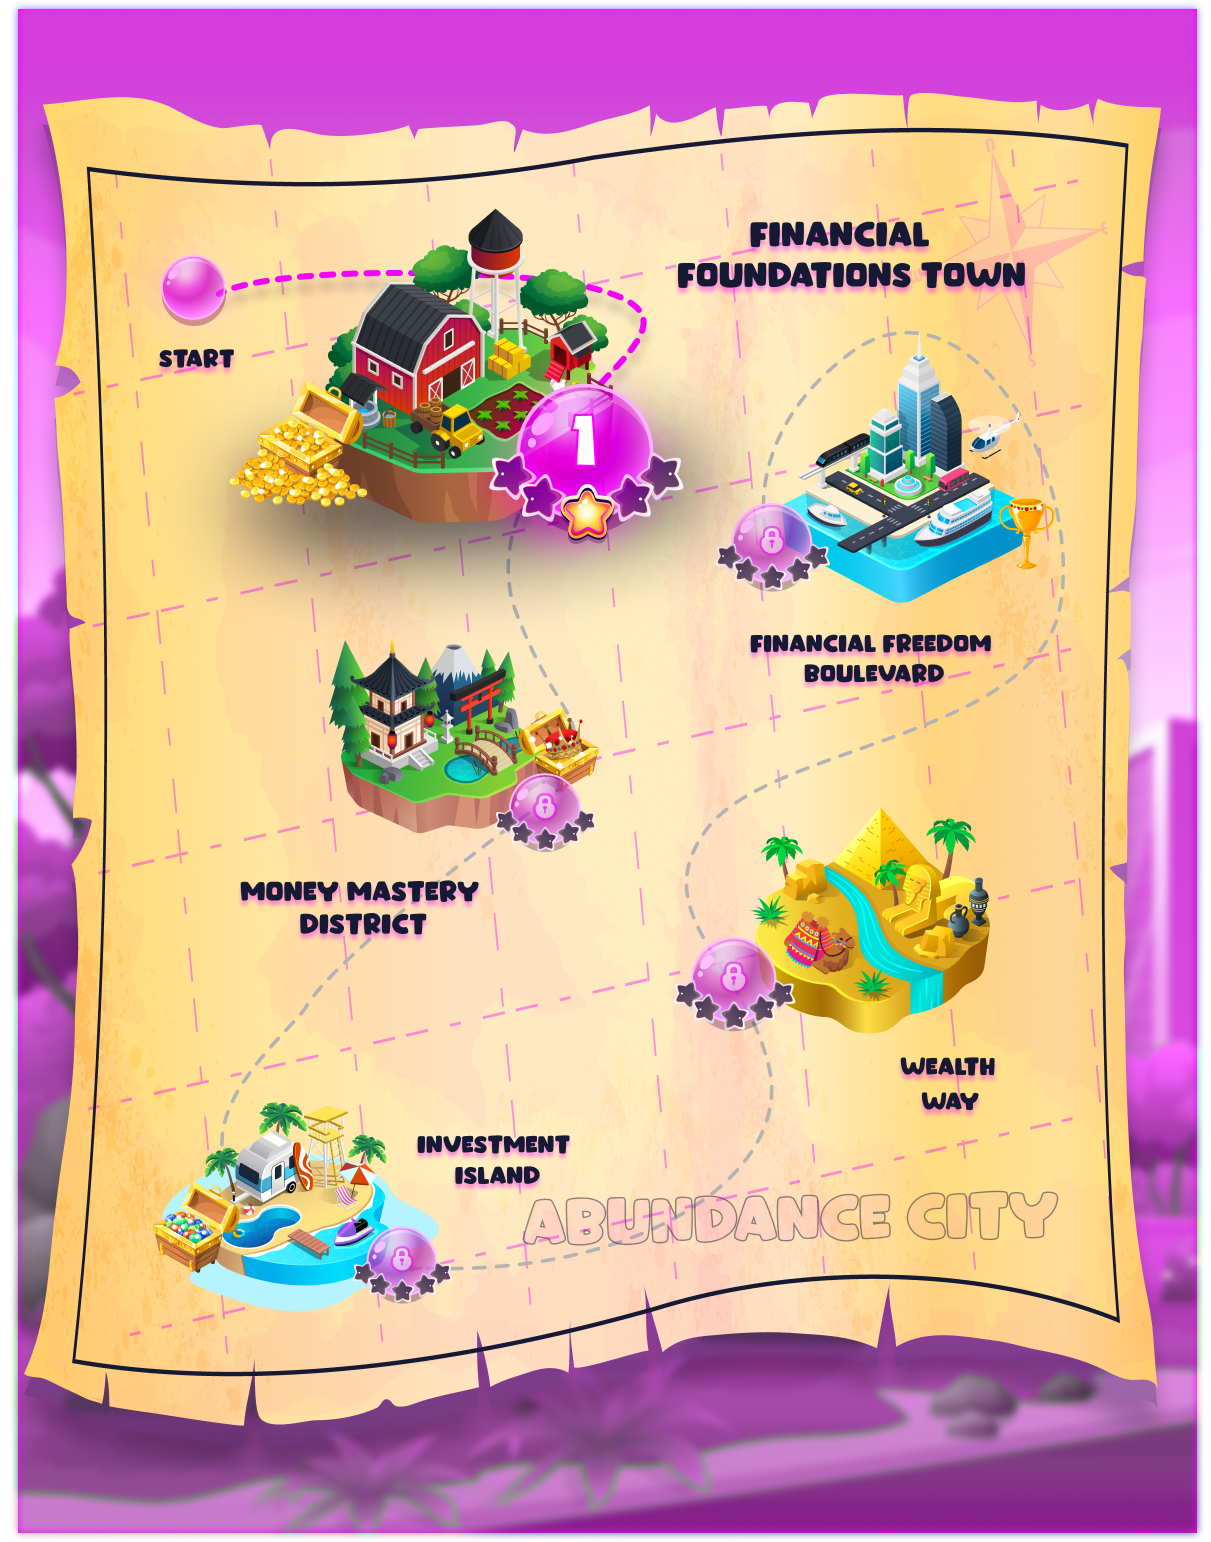 FINANCIAL
FOUNDATIONS TOWN
START
1
FINANCIAL FREEDOM
BOULEVARD
MONEY MASTERY
DISTRICT
WEALTH
WAY
INVESTMENT
ISLAND
ABUNDANCE CITY